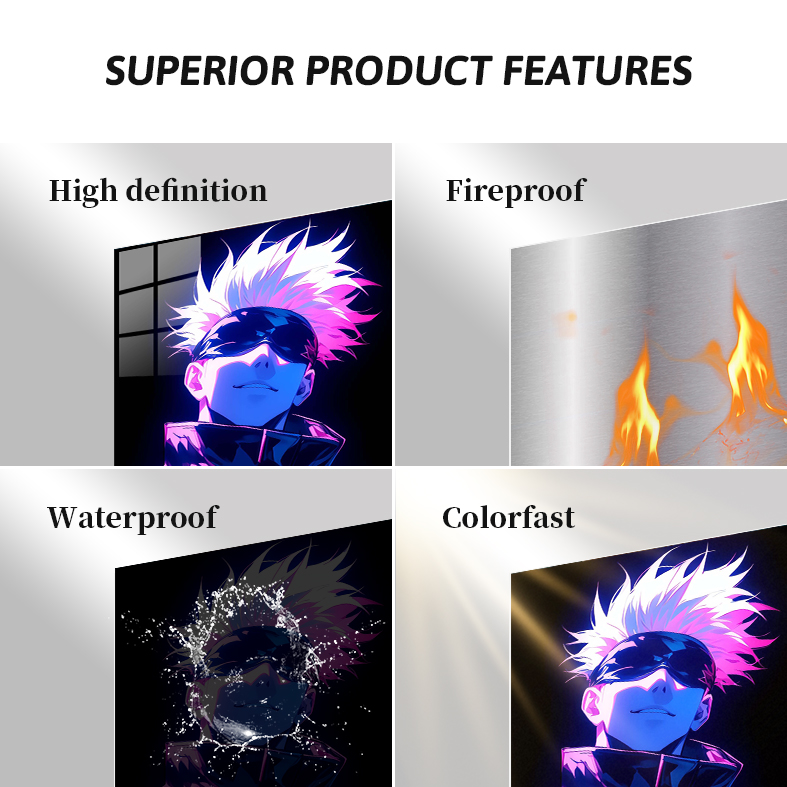 SUPERIOR PRODUCT FEATURES
High definition
Fireproof
Waterproof
Colorfast